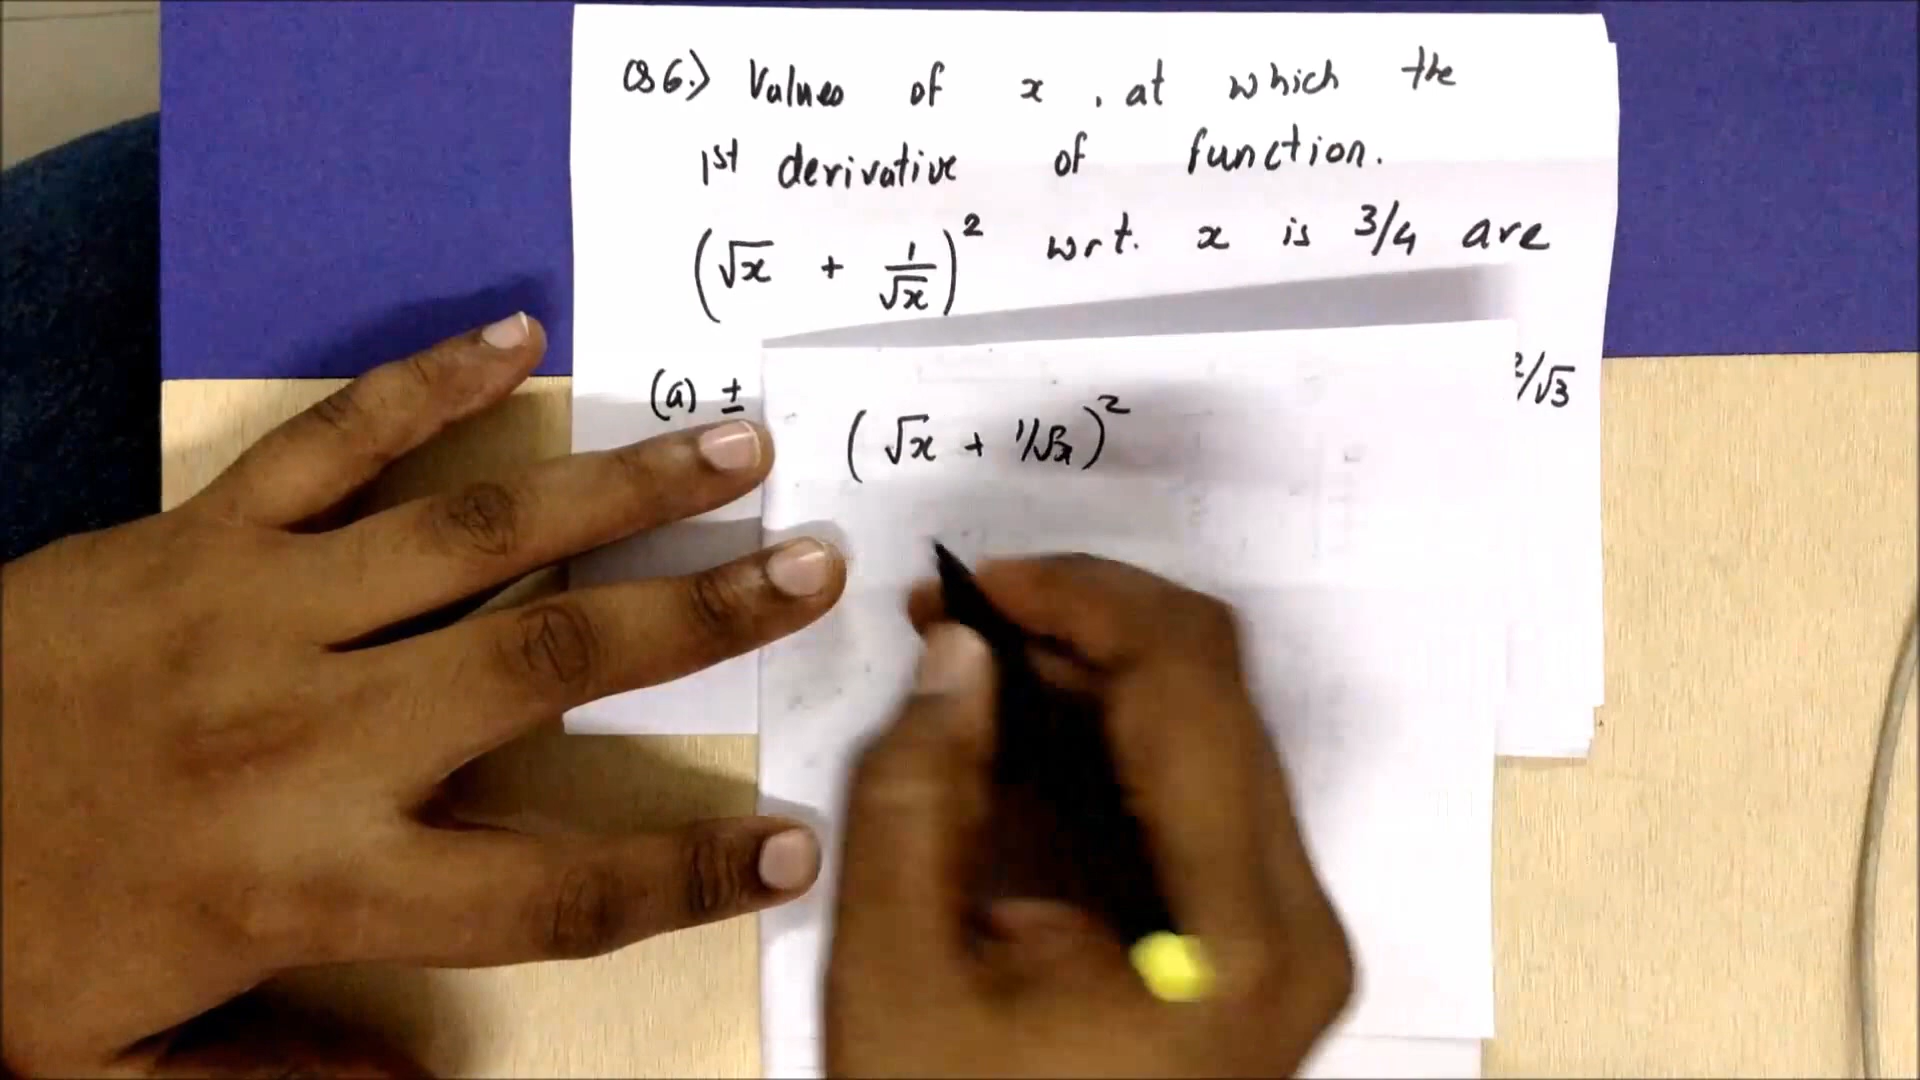 Q6.) Values of x, at which the
1st derivative of function.
(√x + 1/√x)² wrt. x is 3/4 are
(a) ± 2/√3
(√x + 1/√x)²